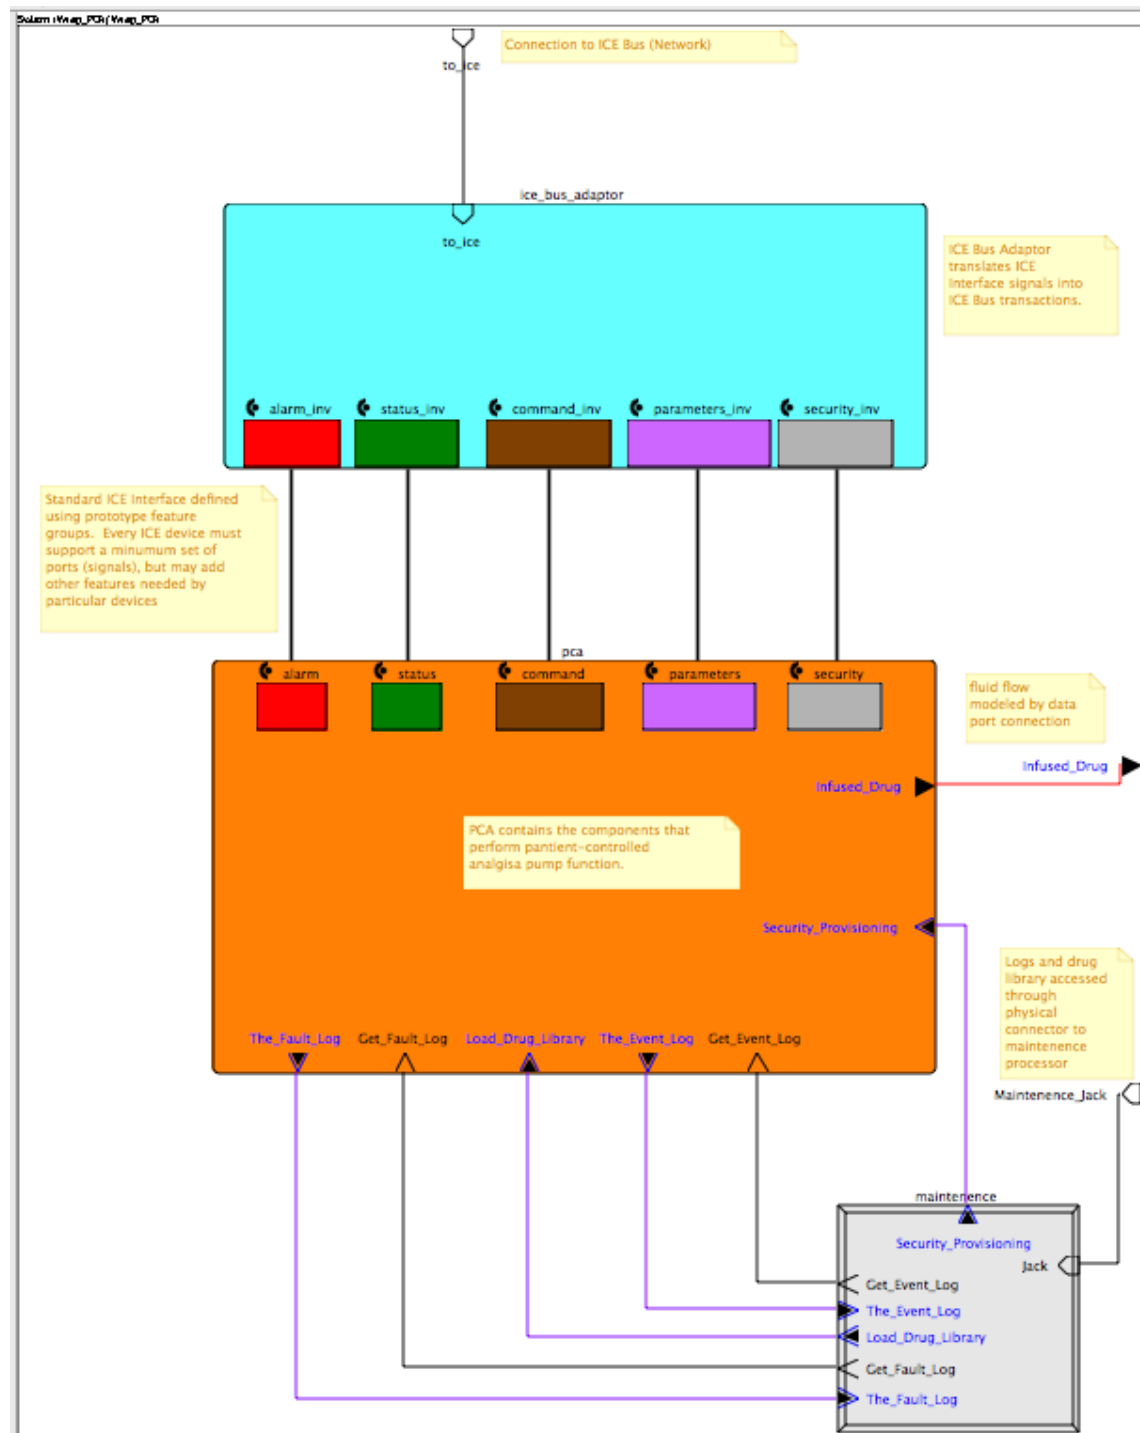 Connection to ICE Bus (Network)
to_ice
ice_bus_adaptor
to_ice
ICE Bus Adaptor
translates ICE
Interface signals into
ICE Bus transactions.
alarm_inv
status_inv
command_inv
parameters_inv
security_inv
Standard ICE Interface defined
using prototype feature
groups. Every ICE device must
support a minumum set of
ports (signals), but may add
other features needed by
particular devices
pca
alarm
status
command
parameters
security
fluid flow
modeled by data
port connection
Infused_Drug
Infused_Drug
PCA contains the components that
perform pantient-controlled
analgisa pump function.
Security_Provisioning
Logs and drug
library accessed
through
physical
connector to
maintenence
processor
The_Fault_Log
Get_Fault_Log
Load_Drug_Library
The_Event_Log
Get_Event_Log
Maintenence_Jack
maintenence
Security_Provisioning
Jack
Get_Event_Log
The_Event_Log
Load_Drug_Library
Get_Fault_Log
The_Fault_Log